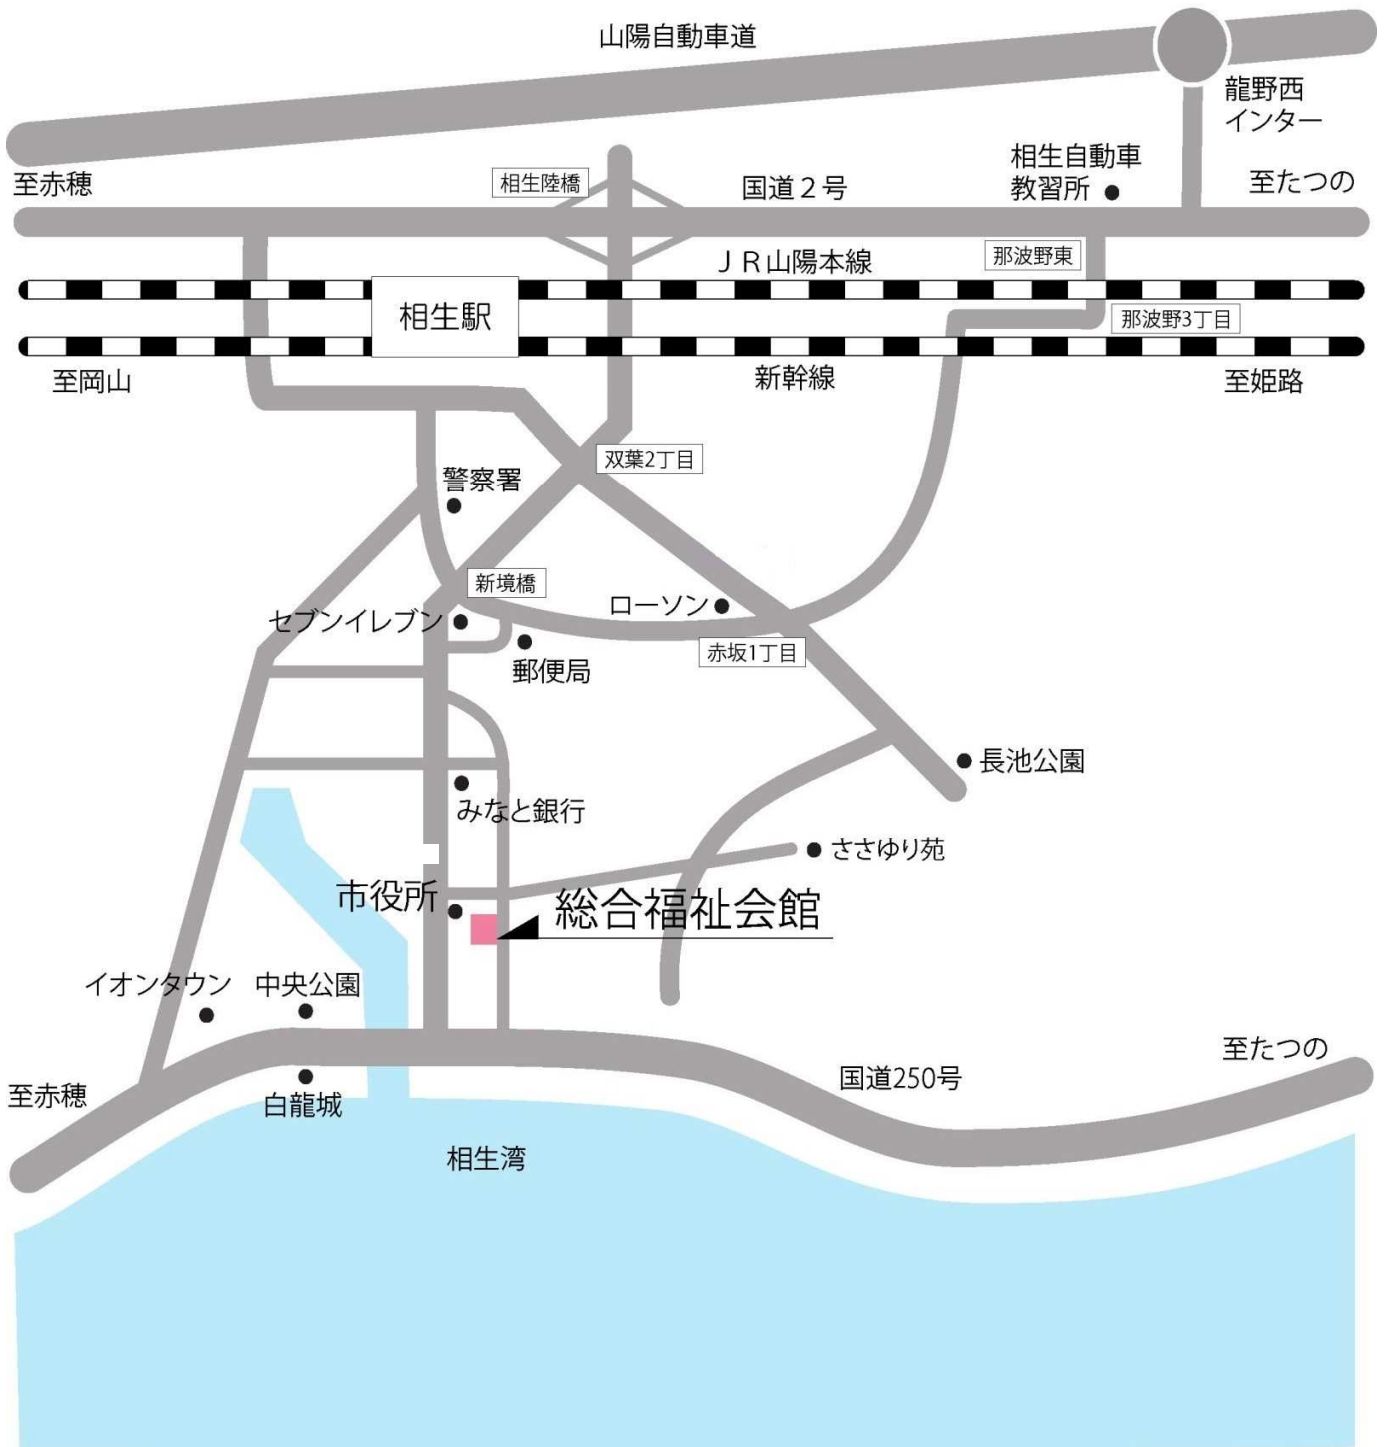 山陽自動車道
龍野西
インター
相生自動車
教習所
至赤穂
相生陸橋
国道２号
至たつの
那波野東
ＪＲ山陽本線
相生駅
那波野3丁目
至岡山
新幹線
至姫路
双葉2丁目
警察署
新境橋
ローソン
セブンイレブン
赤坂1丁目
郵便局
長池公園
みなと銀行
ささゆり苑
市役所
総合福祉会館
イオンタウン
中央公園
至たつの
国道250号
至赤穂
白龍城
相生湾